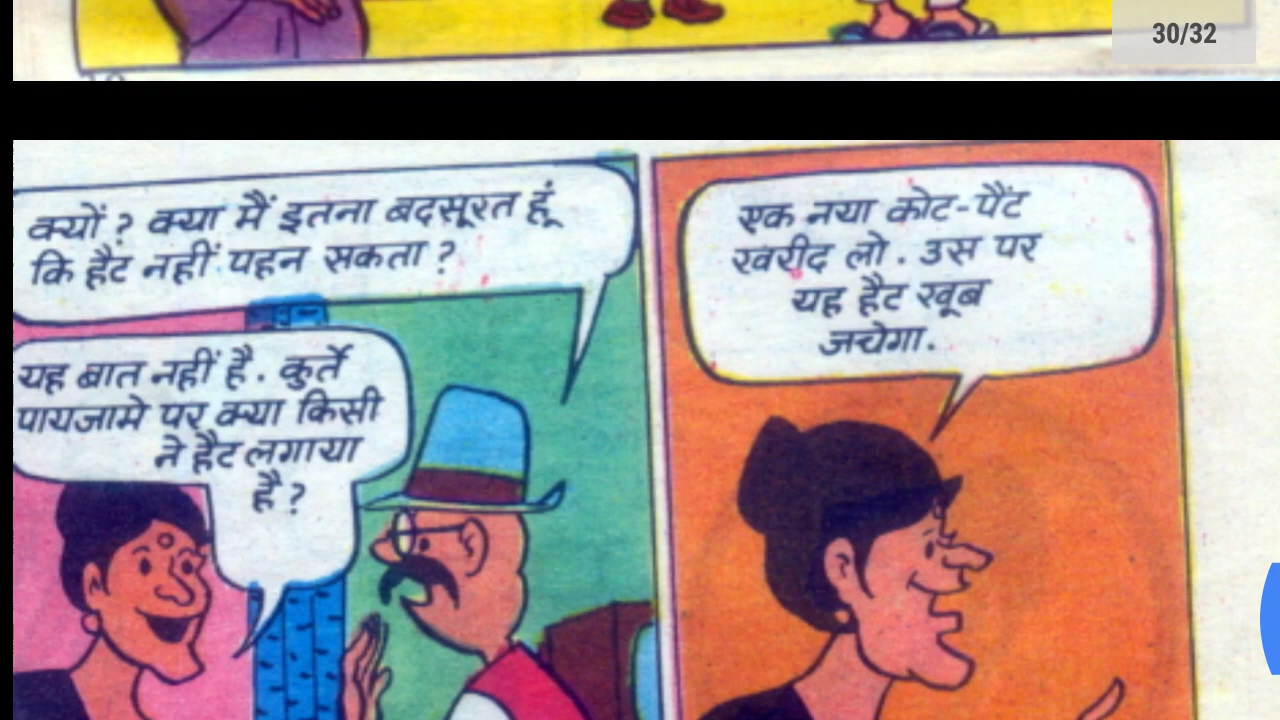 30/32
क्यों ? क्या मैं इतना बदसूरत हूं
कि हैट नहीं पहन सकता ?
यह बात नहीं है . कुर्ते
पायजामे पर क्या किसी
ने हैट लगाया
है ?
एक नया कोट-पैंट
खरीद लो . उस पर
यह हैट खूब
जचेगा .